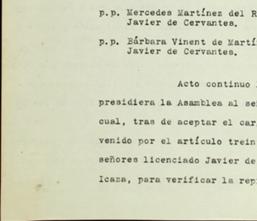 p.p. Mercedes Martínez del R
Javier de Cervantes.
p.p. Bárbara Vinent de Martí
Javier de Cervantes.
Acto continuo
presidiera la Asamblea al se
cual, tras de aceptar el car
venido por el artículo trein
señores licenciado Javier de
Icaza, para verificar la rep